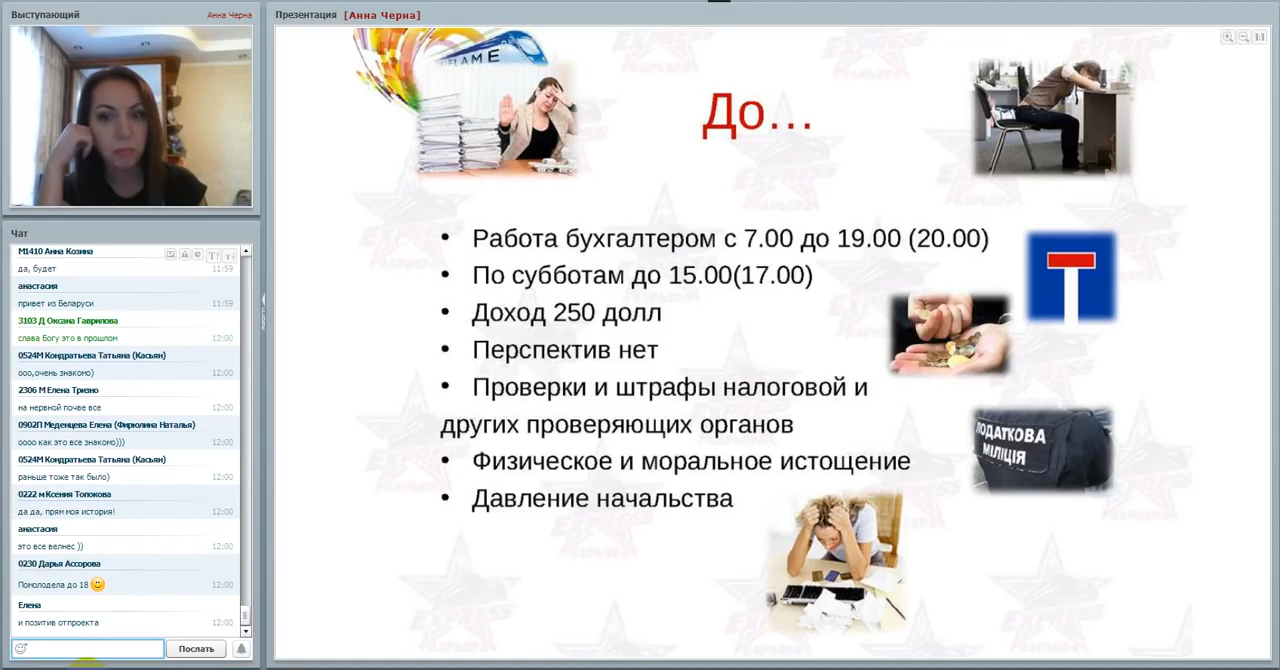 Выступающий
Анна Черна
Чат
М1410 Анна Козина
да, будет
11:59
анастасия
привет из Беларуси
11:59
3103 Д Оксана Гаврилова
слава Богу это в прошлом
12:00
0524М Кондратьева Татьяна (Касьян)
ооо,очень знакомо)
12:00
2306 М Елена Тризно
на нервной почве все
12:00
0902П Меденцева Елена (Фирюлина Наталья)
оооо как это все знакомо)))
12:00
0524М Кондратьева Татьяна (Касьян)
раньше тоже так было)
12:00
0222 м Ксения Топокова
да да, прям моя история!
12:00
анастасия
это все велнес ))
12:00
0230 Дарья Ассорова
Помолодела до 18
12:00
Елена
и позитив отпроекта
12:00
Послать
Презентация [Анна Черна]
До...
• Работа бухгалтером с 7.00 до 19.00 (20.00)
• По субботам до 15.00(17.00)
• Доход 250 долл
• Перспектив нет
• Проверки и штрафы налоговой и
других проверяющих органов
• Физическое и моральное истощение
• Давление начальства
ПОДАТКОВА
МІЛІЦІЯ